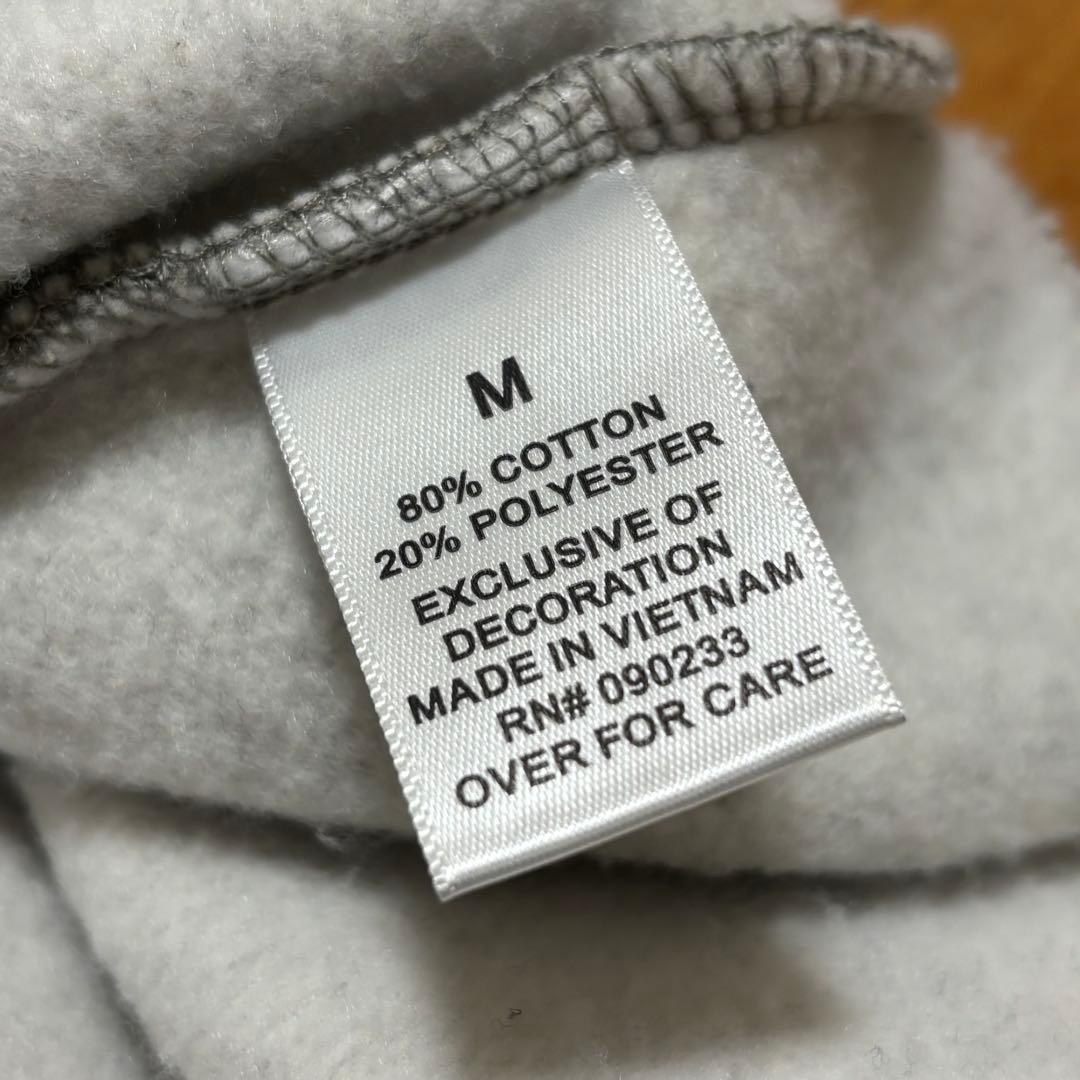 M
80% COTTON
20% POLYESTER
EXCLUSIVE OF
DECORATION
MADE IN VIETNAM
RN# 090233
OVER FOR CARE